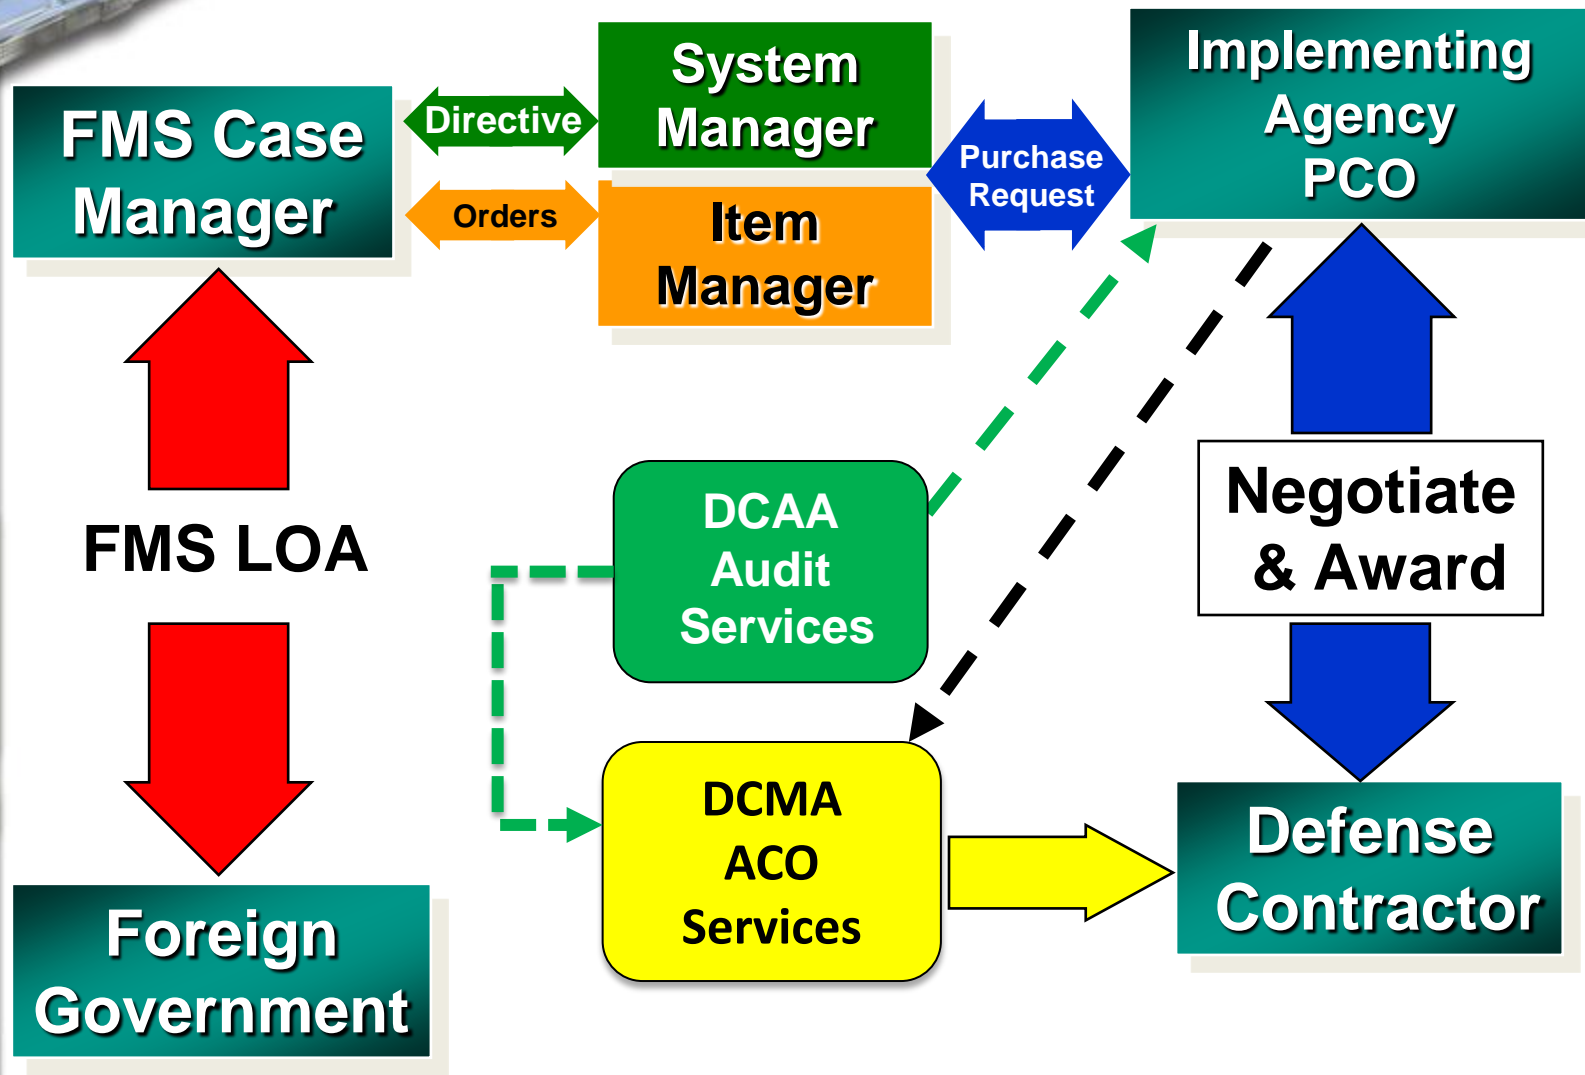 FMS Case
Manager
Directive
Orders
System
Manager
Item
Manager
Purchase
Request
Implementing
Agency
PCO
FMS LOA
DCAA
Audit
Services
Negotiate
& Award
DCMA
ACO
Services
Defense
Contractor
Foreign
Government